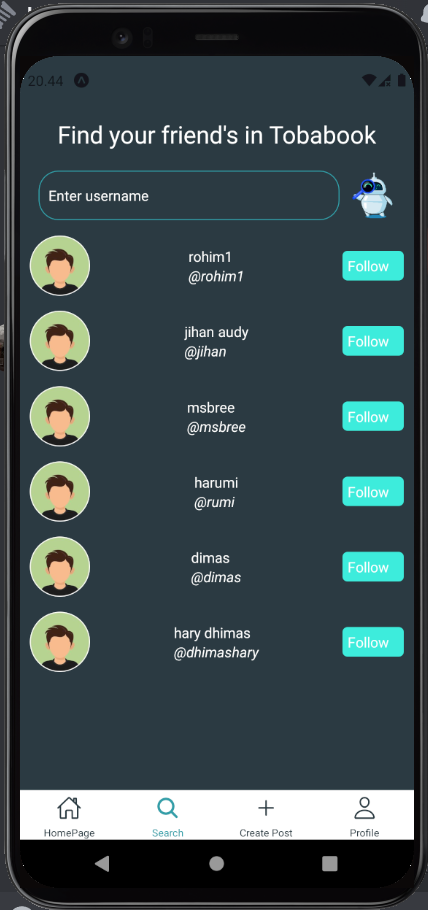 20.44
Find your friend's in Tobabook
Enter username
rohim1
@rohim1
Follow
jihan audy
@jihan
Follow
msbree
@msbree
Follow
harumi
@rumi
Follow
dimas
@dimas
Follow
hary dhimas
@dhimashary
Follow
HomePage
Search
Create Post
Profile